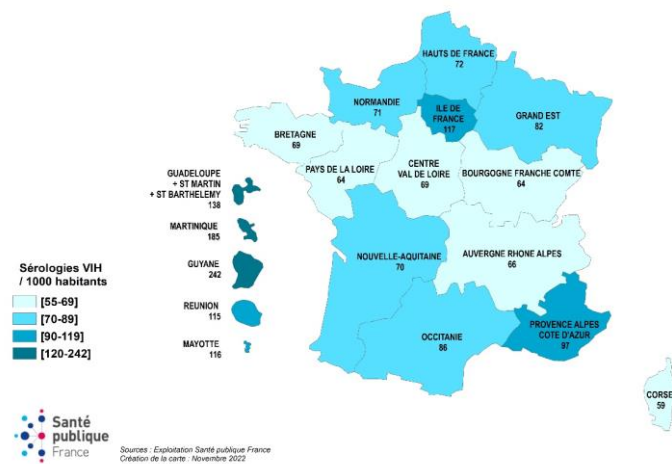 HAUTS DE FRANCE
72
NORMANDIE
71
ILE DE
FRANCE
117
GRAND EST
82
BRETAGNE
69
PAYS DE LA LOIRE
64
CENTRE
VAL DE LOIRE
69
BOURGOGNE FRANCHE COMTE
64
GUADELOUPE
+ ST MARTIN
+ ST BARTHELEMY
138
MARTINIQUE
185
GUYANE
242
REUNION
115
MAYOTTE
116
NOUVELLE-AQUITAINE
70
AUVERGNE RHONE ALPES
66
OCCITANIE
86
PROVENCE ALPES
COTE D'AZUR
97
CORSE
59
Sérologies VIH
/ 1000 habitants
[55-69]
[70-89]
[90-119]
[120-242]
Santé
publique
France
Sources : Exploitation Santé publique France
Création de la carte : Novembre 2022